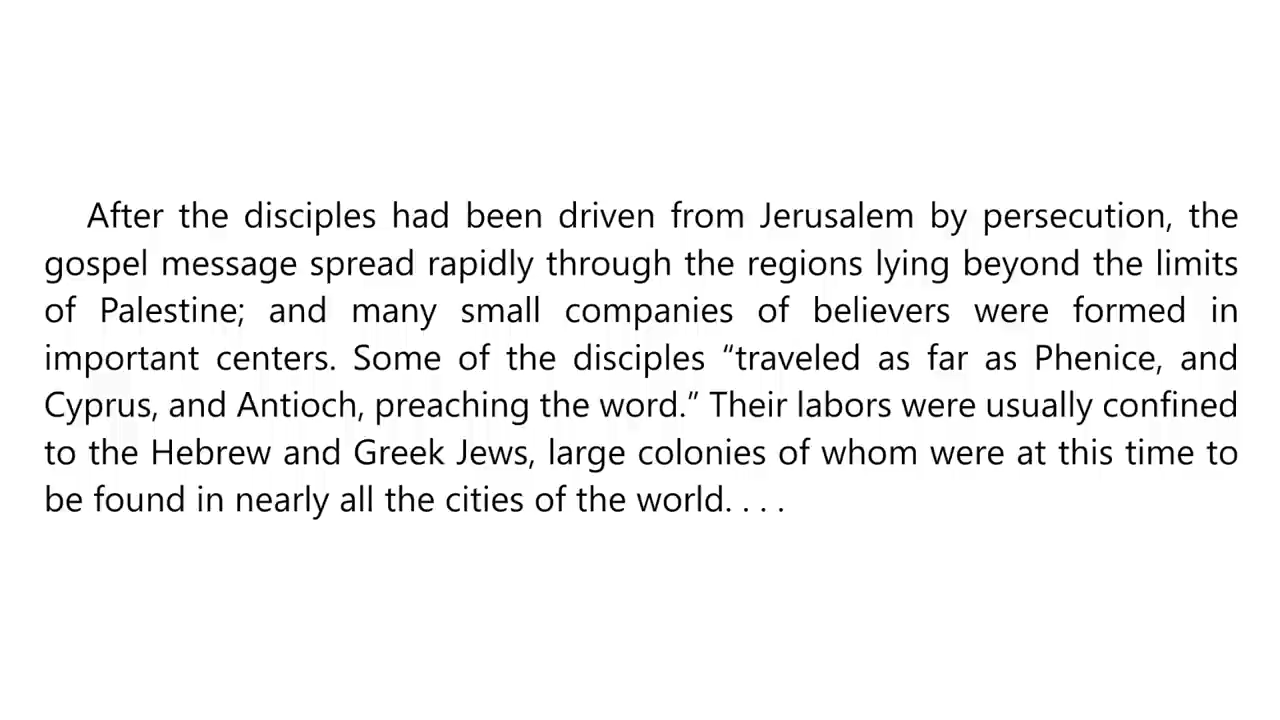 After the disciples had been driven from Jerusalem by persecution, the
gospel message spread rapidly through the regions lying beyond the limits
of Palestine; and many small companies of believers were formed in
important centers. Some of the disciples “traveled as far as Phenice, and
Cyprus, and Antioch, preaching the word.” Their labors were usually confined
to the Hebrew and Greek Jews, large colonies of whom were at this time to
be found in nearly all the cities of the world. . . .